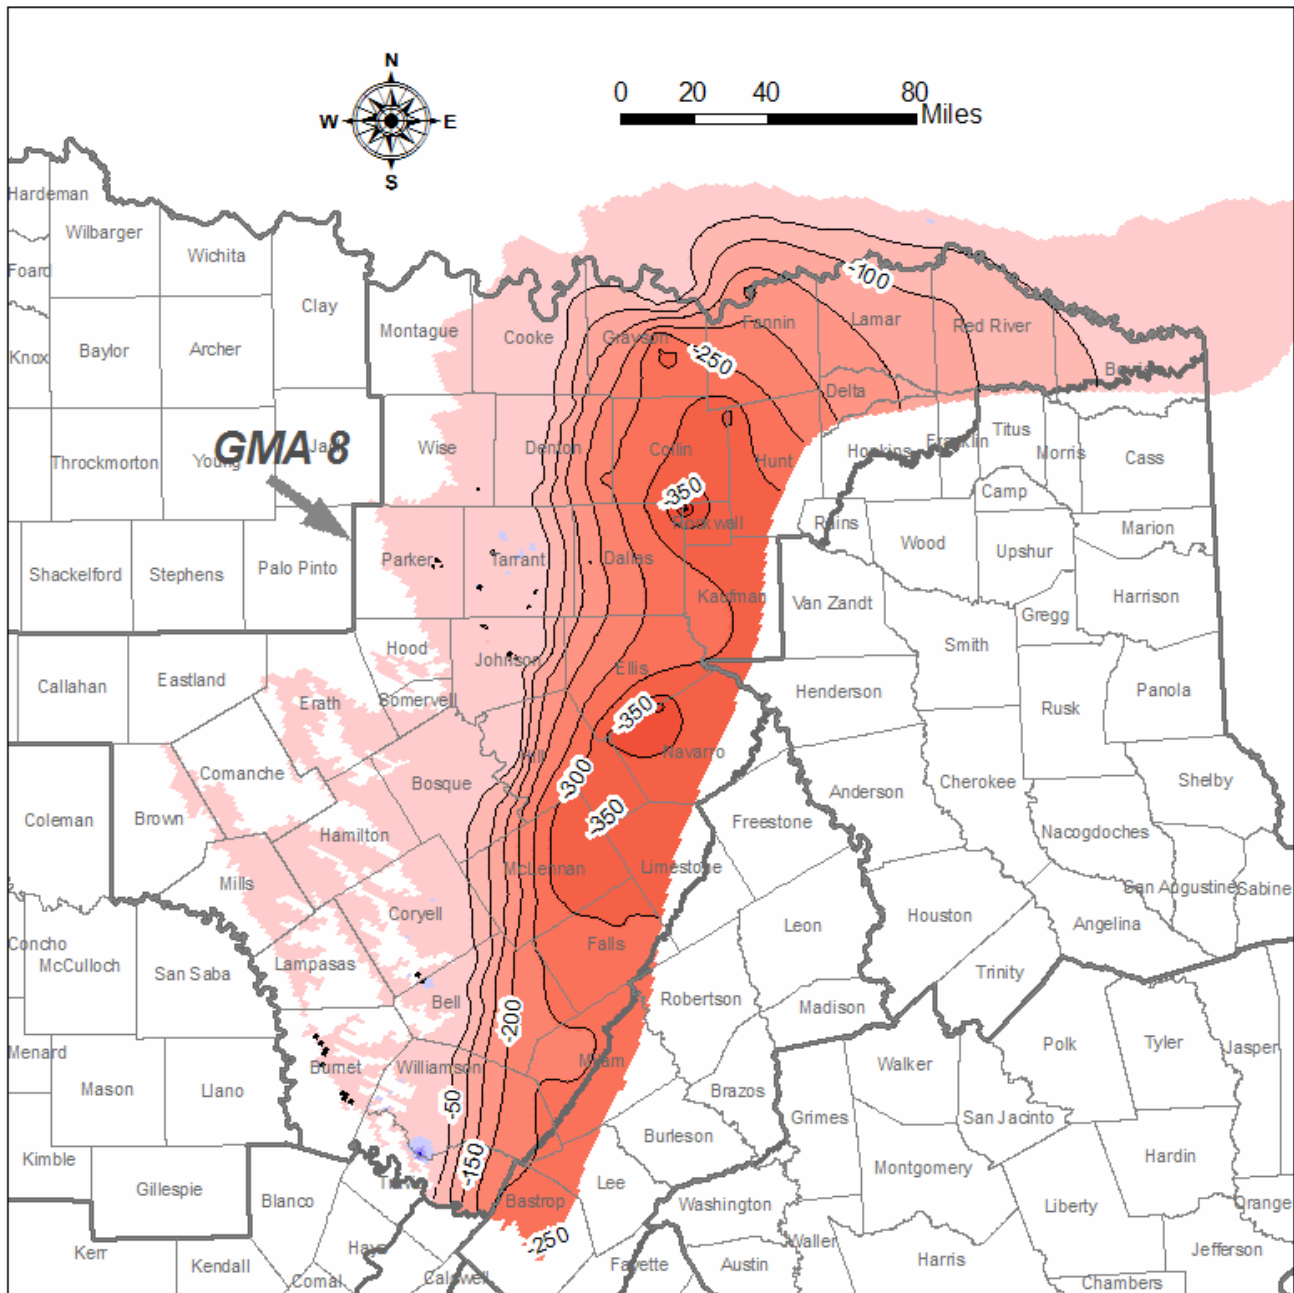 N
W E
S
0 20 40 80
Miles
Hardeman
Wilbarger
Wichita
Foard
Clay
-100
Montague
Cooke
Grayson
Fannin
Lamar
Red River
Knox
Baylor
Archer
-250
Delta
GMA 8
Throckmorton
Young
Wise
Denton
Collin
Hunt
Hopkins
Franklin
Titus
Morris
Cass
-350
Camp
Rockwall
Rains
Wood
Upshur
Marion
Shackelford
Stephens
Palo Pinto
Parker
Tarrant
Dallas
Kaufman
Van Zandt
Gregg
Harrison
Smith
Hood
Johnson
Ellis
Callahan
Eastland
Erath
Somervell
Henderson
Rusk
Panola
-350
Hill
Navarro
Comanche
Bosque
-300
Anderson
Cherokee
Shelby
Coleman
Brown
Hamilton
-350
Freestone
Nacogdoches
McLennan
Limestone
Mills
San Augustine
Sabine
Coryell
Houston
Angelina
Concho
McCulloch
San Saba
Lampasas
Falls
Leon
Trinity
Bell
Robertson
Madison
-200
Menard
Mason
Llano
Burnet
Williamson
Milam
Walker
Polk
Tyler
Jasper
-50
Brazos
Grimes
San Jacinto
Burleson
Kimble
Gillespie
-150
Montgomery
Hardin
Blanco
Bastrop
Lee
Washington
Liberty
Orange
-250
Kerr
Kendall
Hays
Comal
Caldwell
Fayette
Austin
Waller
Harris
Jefferson
Chambers